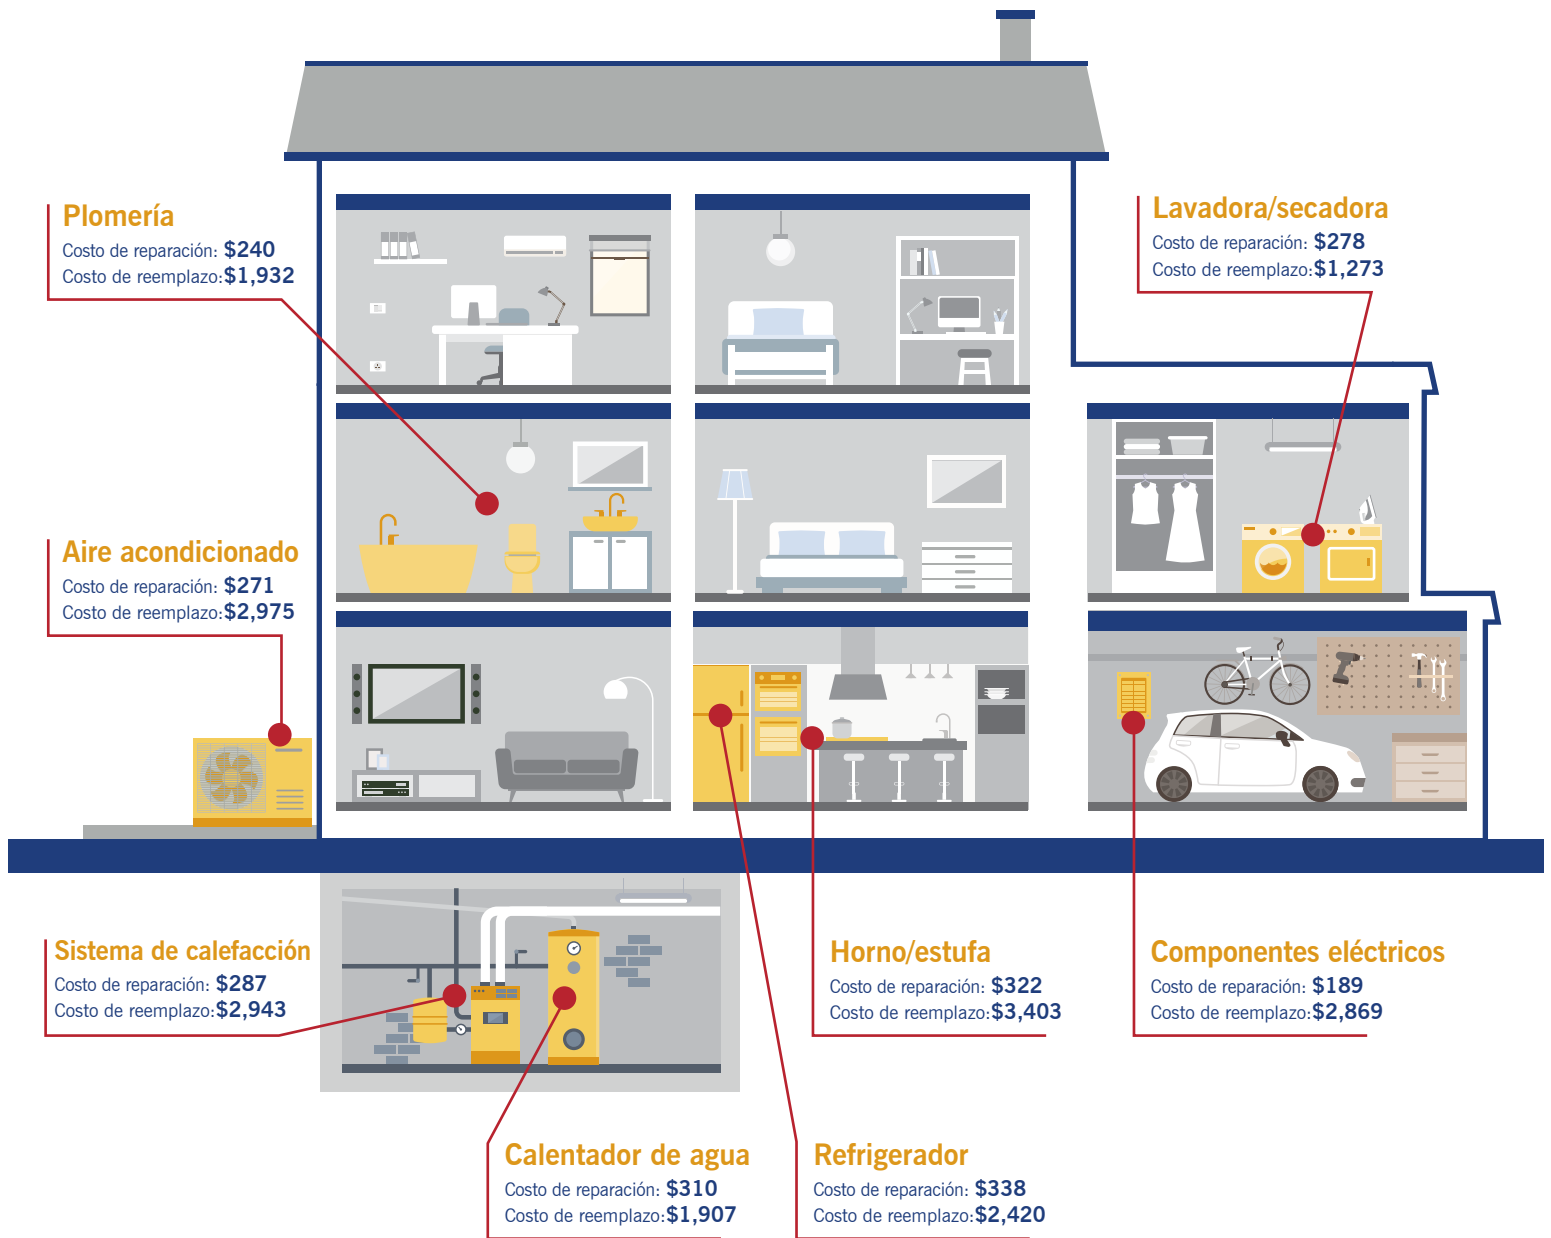 Plomería
Costo de reparación: $240
Costo de reemplazo:$1,932
Lavadora/secadora
Costo de reparación: $278
Costo de reemplazo:$1,273
Aire acondicionado
Costo de reparación: $271
Costo de reemplazo:$2,975
Sistema de calefacción
Costo de reparación: $287
Costo de reemplazo:$2,943
Horno/estufa
Costo de reparación: $322
Costo de reemplazo:$3,403
Componentes eléctricos
Costo de reparación: $189
Costo de reemplazo:$2,869
Calentador de agua
Costo de reparación: $310
Costo de reemplazo:$1,907
Refrigerador
Costo de reparación: $338
Costo de reemplazo:$2,420